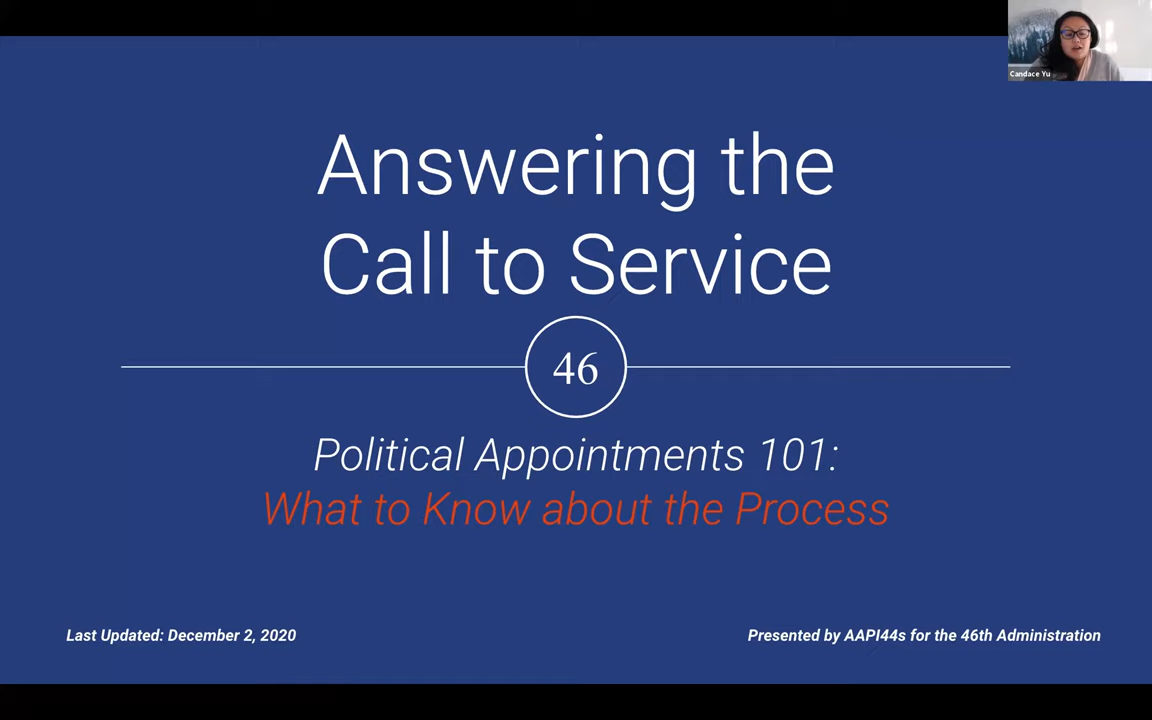 Candace Yu
Answering the
Call to Service
46
Political Appointments 101:
What to Know about the Process
Last Updated: December 2, 2020
Presented by AAPI44s for the 46th Administration